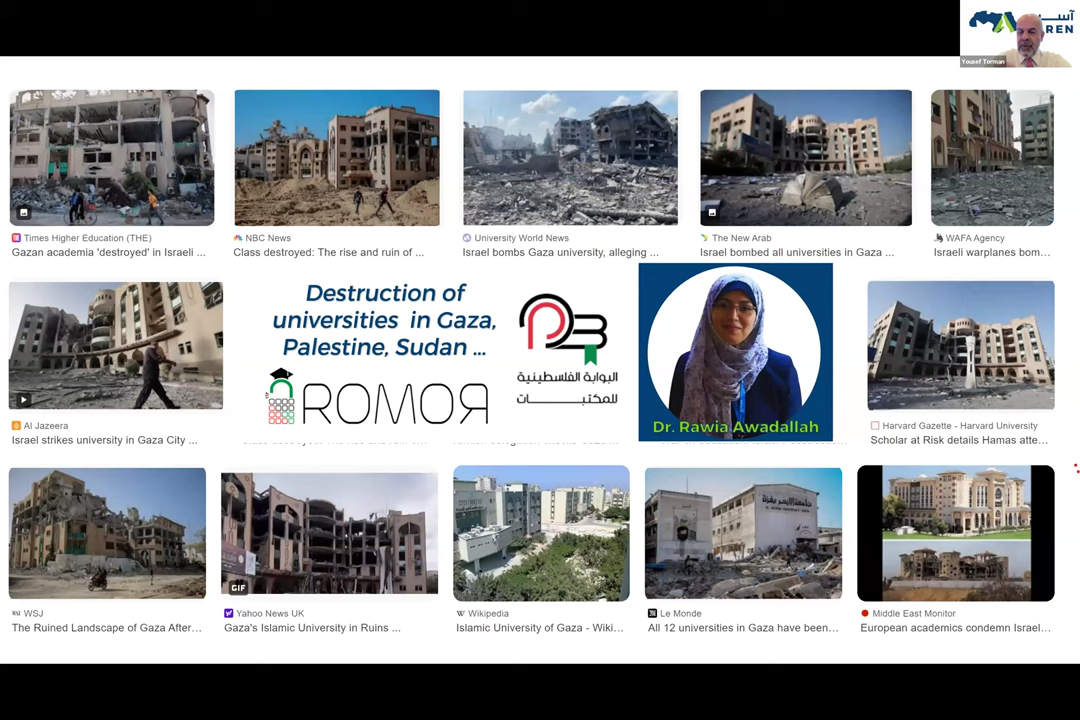 آسـ
REN
Yousef Torman
Times Higher Education (THE)
Gazan academia 'destroyed' in Israeli ...
NBC News
Class destroyed: The rise and ruin of ...
University World News
Israel bombs Gaza university, alleging ...
The New Arab
Israel bombed all universities in Gaza ...
WAFA Agency
Israeli warplanes bom...
Destruction of
universities in Gaza,
Palestine, Sudan ...
ROMOR
البوابة الفلسطينية
للمكتبات
Dr. Rawia Awadallah
Al Jazeera
Israel strikes university in Gaza City ...
Harvard Gazette - Harvard University
Scholar at Risk details Hamas atte...
GIF
جامعة الأزهر بغزة
WSJ
The Ruined Landscape of Gaza After...
Yahoo News UK
Gaza's Islamic University in Ruins ...
W Wikipedia
Islamic University of Gaza - Wiki...
Le Monde
All 12 universities in Gaza have been...
Middle East Monitor
European academics condemn Israel...